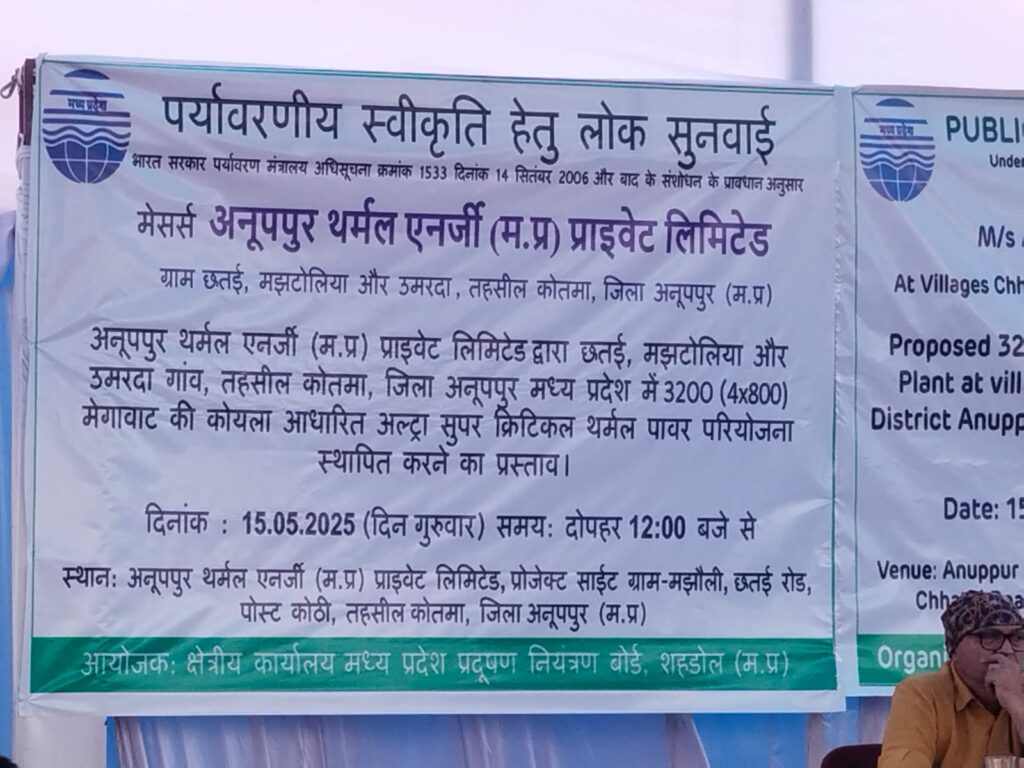 मध्य प्रदेश
पर्यावरणीय स्वीकृति हेतु लोक सुनवाई
भारत सरकार पर्यावरण मंत्रालय अधिसूचना क्रमांक 1533 दिनांक 14 सितंबर 2006 और बाद के संशोधन के प्रावधान अनुसार
मेसर्स अनूपपुर थर्मल एनर्जी (म.प्र) प्राइवेट लिमिटेड
ग्राम छतई, मझटोलिया और उमरदा, तहसील कोतमा, जिला अनूपपुर (म.प्र)
अनूपपुर थर्मल एनर्जी (म.प्र) प्राइवेट लिमिटेड द्वारा छतई, मझटोलिया और
उमरदा गांव, तहसील कोतमा, जिला अनूपपुर मध्य प्रदेश में 3200 (4x800)
मेगावाट की कोयला आधारित अल्ट्रा सुपर क्रिटिकल थर्मल पावर परियोजना
स्थापित करने का प्रस्ताव।
दिनांक : 15.05.2025 (दिन गुरुवार) समय: दोपहर 12:00 बजे से
स्थान: अनूपपुर थर्मल एनर्जी (म.प्र) प्राइवेट लिमिटेड, प्रोजेक्ट साईट ग्राम-मझौली, छतई रोड,
पोस्ट कोठी, तहसील कोतमा, जिला अनूपपुर (म.प्र)
आयोजक: क्षेत्रीय कार्यालय मध्य प्रदेश प्रदूषण नियंत्रण बोर्ड, शहडोल (म.प्र)
मध्य प्रदेश
PUBLI
Unde
M/s
At Villages Chh
Proposed 32
Plant at vill
District Anupp
Date: 15
Venue: Anuppur
Organi